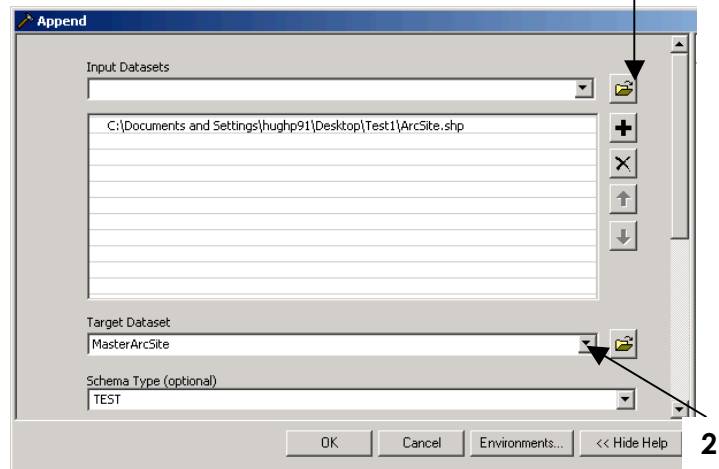 Append
Input Datasets
C:\Documents and Settings\hughp91\Desktop\Test1\ArcSite.shp
Target Dataset
MasterArcSite
Schema Type (optional)
TEST
OK Cancel Environments... << Hide Help
2